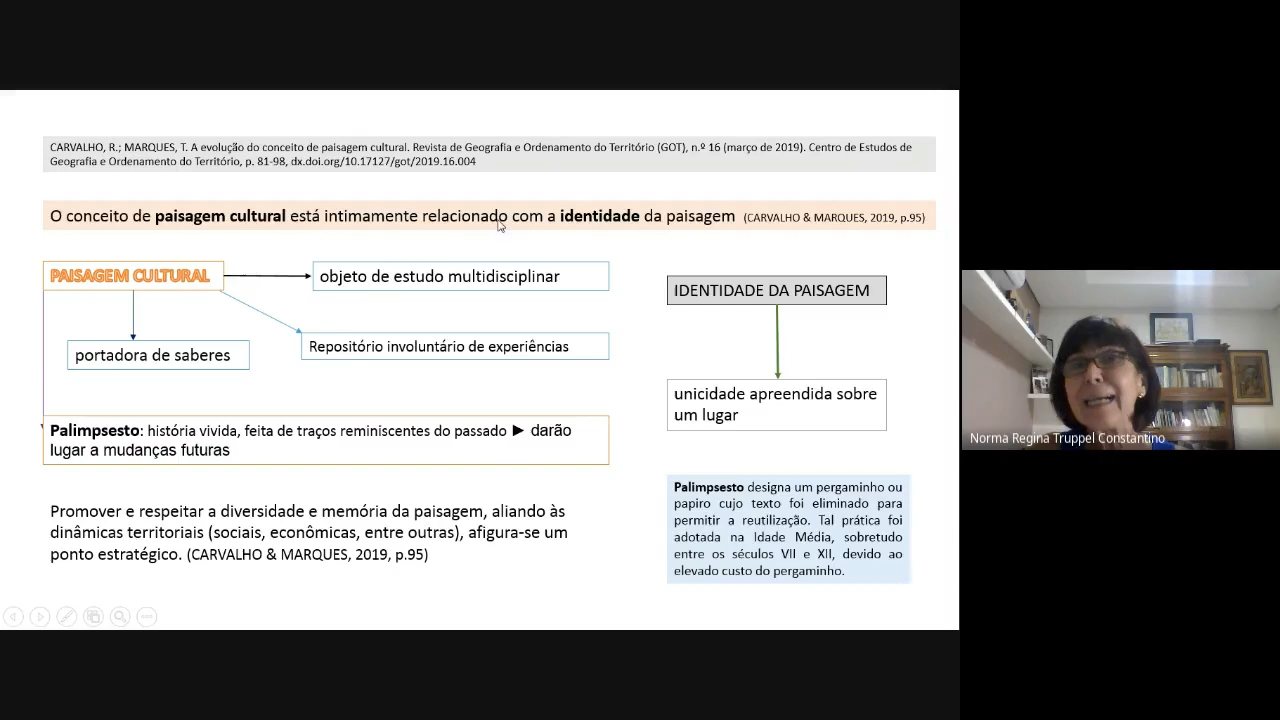 CARVALHO, R.; MARQUES, T. A evolução do conceito de paisagem cultural. Revista de Geografia e Ordenamento do Território (GOT), n.º 16 (março de 2019). Centro de Estudos de
Geografia e Ordenamento do Território, p. 81-98, dx.doi.org/10.17127/got/2019.16.004
O conceito de paisagem cultural está intimamente relacionado com a identidade da paisagem (CARVALHO & MARQUES, 2019, p.95)
PAISAGEM CULTURAL
objeto de estudo multidisciplinar
portadora de saberes
Repositório involuntário de experiências
Palimpsesto: história vivida, feita de traços reminiscentes do passado ► darão
lugar a mudanças futuras
Promover e respeitar a diversidade e memória da paisagem, aliando às
dinâmicas territoriais (sociais, econômicas, entre outras), afigura-se um
ponto estratégico. (CARVALHO & MARQUES, 2019, p.95)
IDENTIDADE DA PAISAGEM
unicidade apreendida sobre
um lugar
Palimpsesto designa um pergaminho ou
papiro cujo texto foi eliminado para
permitir a reutilização. Tal prática foi
adotada na Idade Média, sobretudo
entre os séculos VII e XII, devido ao
elevado custo do pergaminho.
Norma Regina Truppel Constantino